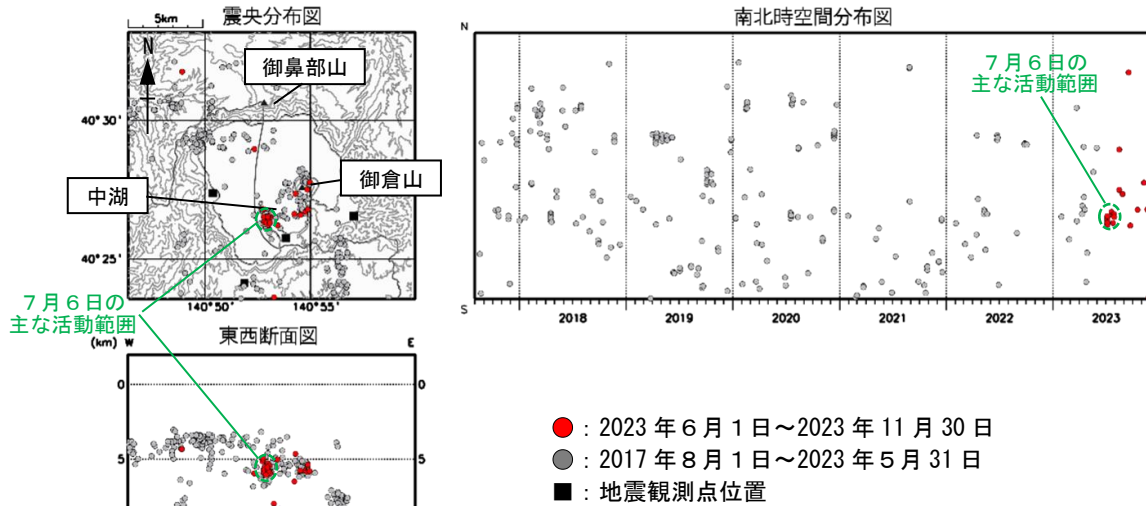 震央分布図
5km
N
御鼻部山
御倉山
中湖
40°30'
40°25'
140°50'
140°55'
7月6日の
主な活動範囲
東西断面図
(km) W
E
0
0
5
5
南北時空間分布図
N
S
7月6日の
主な活動範囲
2018
2019
2020
2021
2022
2023
:2023年6月1日~2023年11月30日
:2017年8月1日~2023年5月31日
:地震観測点位置